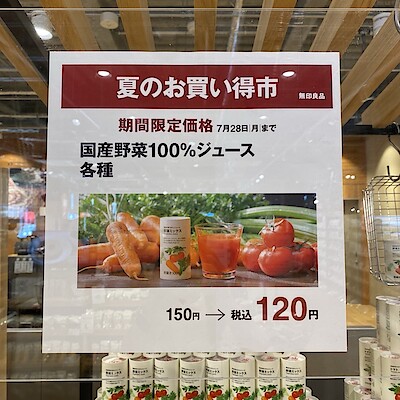 夏のお買い得市
無印良品
期間限定価格 7月28日[月]まで
国産野菜100%ジュース
各種
150円 → 税込 120円